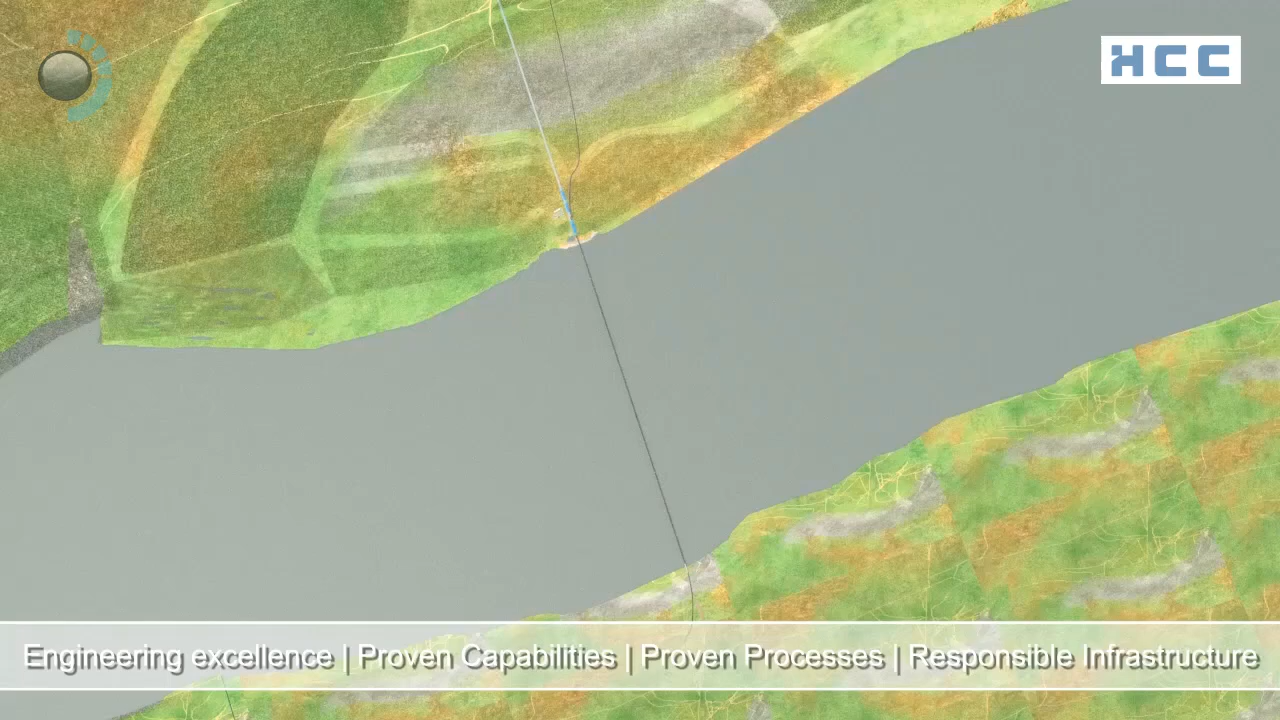 HCC
Engineering excellence | Proven Capabilities | Proven Processes | Responsible Infrastructure